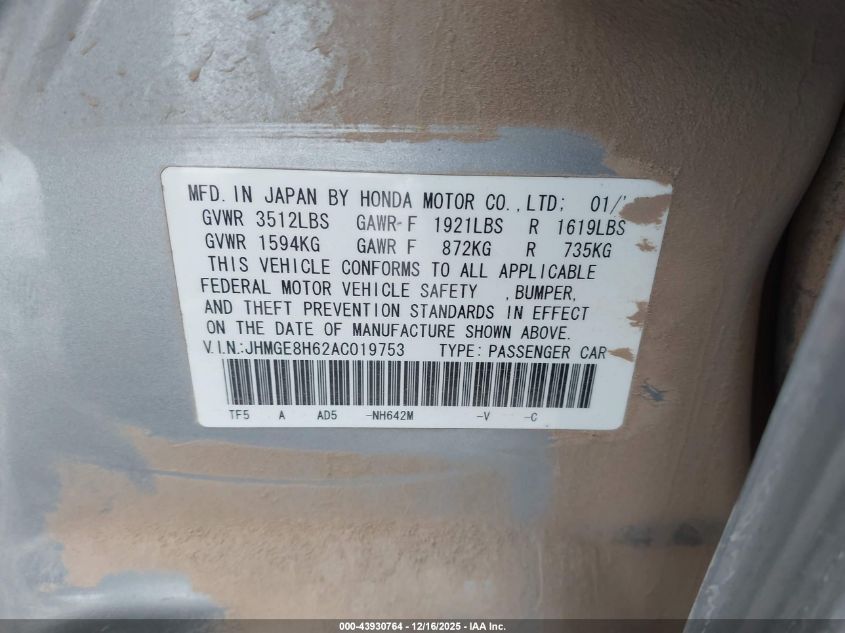 MFD. IN JAPAN BY HONDA MOTOR CO., LTD; 01/
GVWR 3512LBS GAWR-F 1921LBS R 1619LBS
GVWR 1594KG GAWR F 872KG R 735KG
THIS VEHICLE CONFORMS TO ALL APPLICABLE
FEDERAL MOTOR VEHICLE SAFETY , BUMPER,
AND THEFT PREVENTION STANDARDS IN EFFECT
ON THE DATE OF MANUFACTURE SHOWN ABOVE.
V.I.N.:JHMGE8H62AC019753 TYPE: PASSENGER CAR
TF5 A AD5 -NH642M -V -C
000-43930764 - 12/16/2025 - IAA Inc.